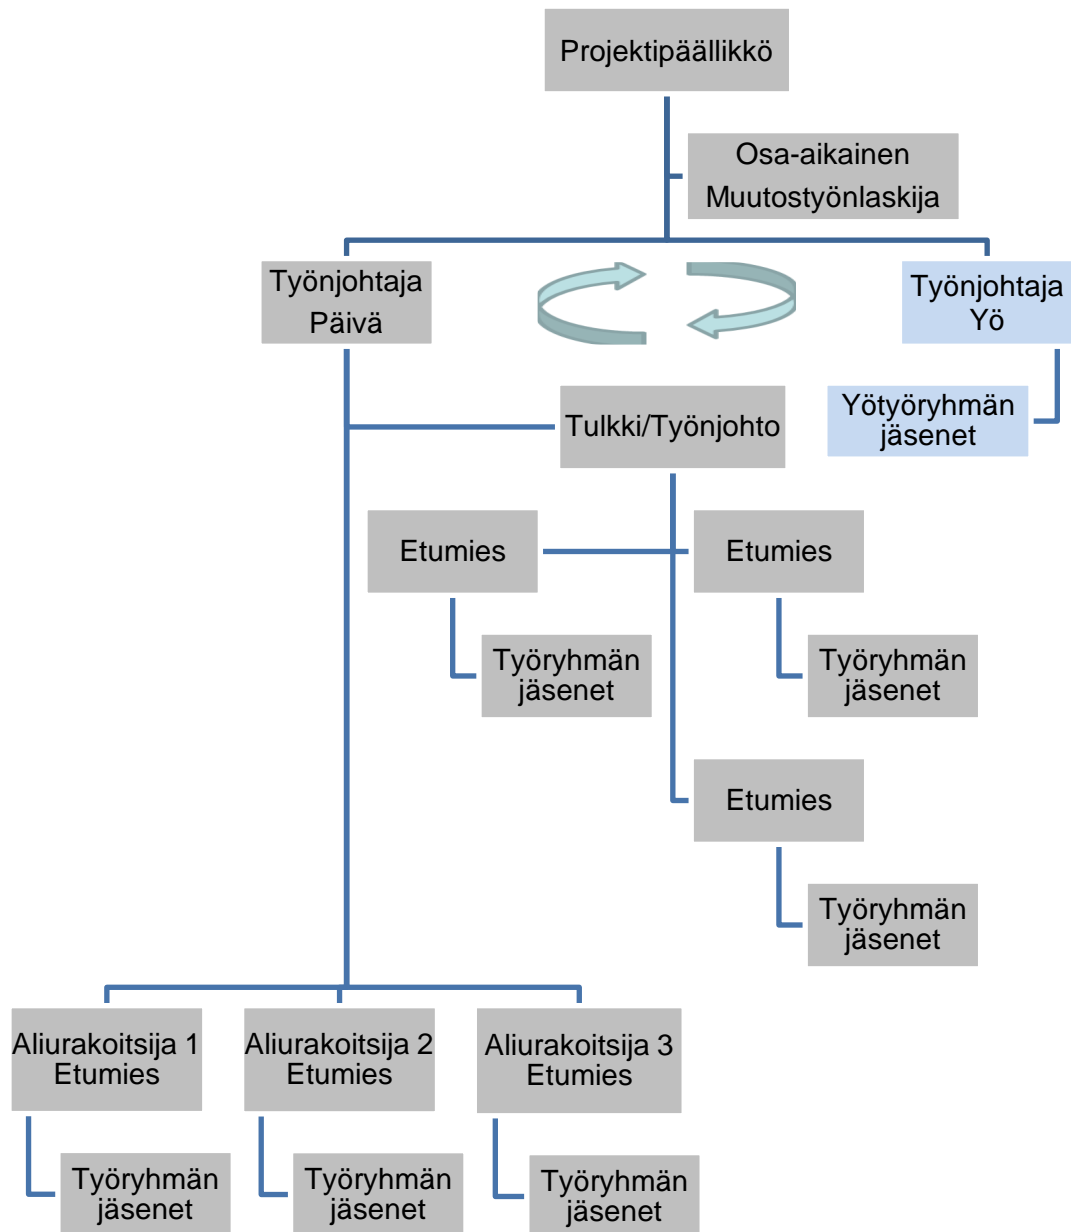 Projektipäällikkö
Osa-aikainen
Muutostyönlaskija
Työnjohtaja
Päivä
Työnjohtaja
Yö
Yötyöryhmän
jäsenet
Tulkki/Työnjohto
Etumies
Etumies
Työryhmän
jäsenet
Työryhmän
jäsenet
Etumies
Työryhmän
jäsenet
Aliurakoitsija 1
Etumies
Aliurakoitsija 2
Etumies
Aliurakoitsija 3
Etumies
Työryhmän
jäsenet
Työryhmän
jäsenet
Työryhmän
jäsenet